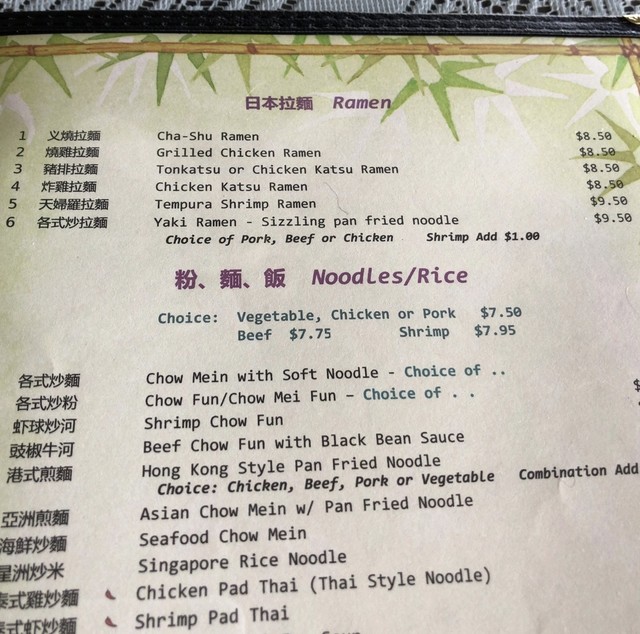 日本拉麵 Ramen
1 义燒拉麵 Cha-Shu Ramen $8.50
2 燒雞拉麵 Grilled Chicken Ramen $8.50
3 豬排拉麵 Tonkatsu or Chicken Katsu Ramen $8.50
4 炸雞拉麵 Chicken Katsu Ramen $8.50
5 天婦羅拉麵 Tempura Shrimp Ramen $9.50
6 各式炒拉麵 Yaki Ramen - Sizzling pan fried noodle $9.50
Choice of Pork, Beef or Chicken Shrimp Add $1.00
粉、麵、飯 Noodles/Rice
Choice: Vegetable, Chicken or Pork $7.50
Beef $7.75 Shrimp $7.95
各式炒麵 Chow Mein with Soft Noodle - Choice of ..
各式炒粉 Chow Fun/Chow Mei Fun – Choice of . .
虾球炒河 Shrimp Chow Fun
豉椒牛河 Beef Chow Fun with Black Bean Sauce
港式煎麵 Hong Kong Style Pan Fried Noodle
Choice: Chicken, Beef, Pork or Vegetable Combination Add
亞洲煎麵 Asian Chow Mein w/ Pan Fried Noodle
海鮮炒麵 Seafood Chow Mein
星洲炒米 Singapore Rice Noodle
泰式雞炒麵 Chicken Pad Thai (Thai Style Noodle)
泰式虾炒麵 Shrimp Pad Thai